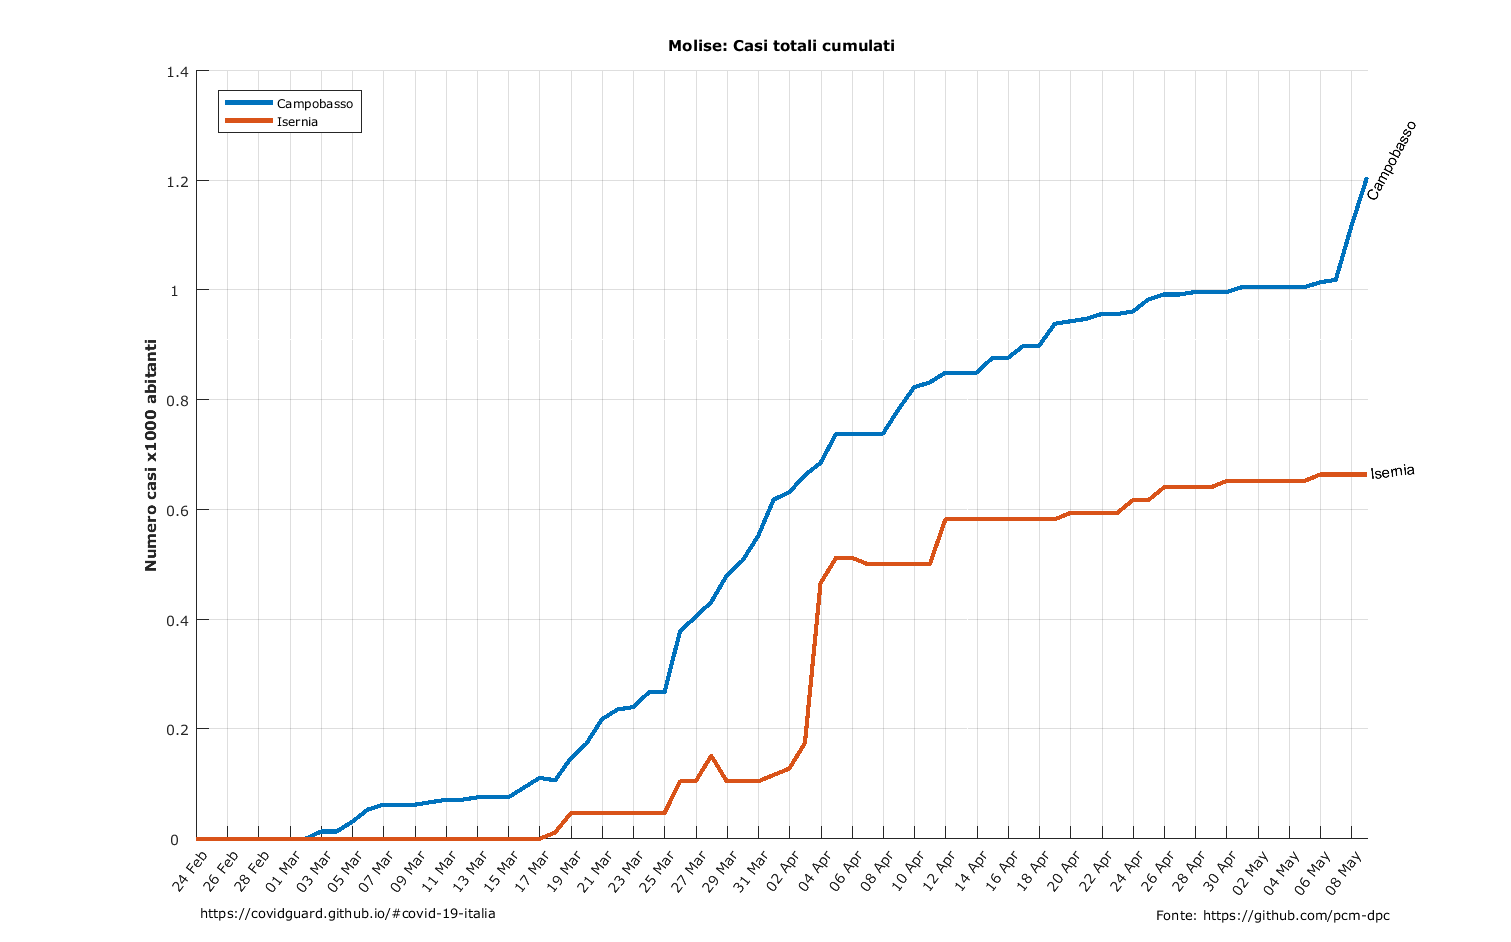 Molise: Casi totali cumulati
1.4
1.2
1
0.8
0.6
0.4
0.2
0
Numero casi x1000 abitanti
Campobasso
Isernia
Campobasso
Isernia
24 Feb
26 Feb
28 Feb
01 Mar
03 Mar
05 Mar
07 Mar
09 Mar
11 Mar
13 Mar
15 Mar
17 Mar
19 Mar
21 Mar
23 Mar
25 Mar
27 Mar
29 Mar
31 Mar
02 Apr
04 Apr
06 Apr
08 Apr
10 Apr
12 Apr
14 Apr
16 Apr
18 Apr
20 Apr
22 Apr
24 Apr
26 Apr
28 Apr
30 Apr
02 May
04 May
06 May
08 May
https://covidguard.github.io/#covid-19-italia
Fonte: https://github.com/pcm-dpc